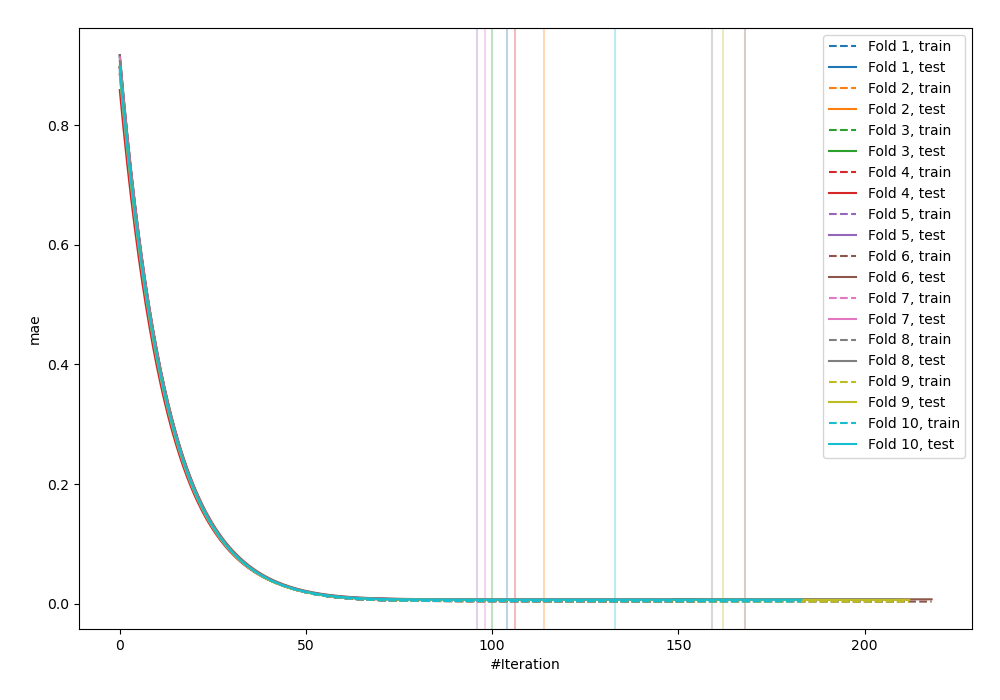 0.8
0.6
0.4
0.2
0.0
mae
0
50
100
150
200
#Iteration
Fold 1, train
Fold 1, test
Fold 2, train
Fold 2, test
Fold 3, train
Fold 3, test
Fold 4, train
Fold 4, test
Fold 5, train
Fold 5, test
Fold 6, train
Fold 6, test
Fold 7, train
Fold 7, test
Fold 8, train
Fold 8, test
Fold 9, train
Fold 9, test
Fold 10, train
Fold 10, test